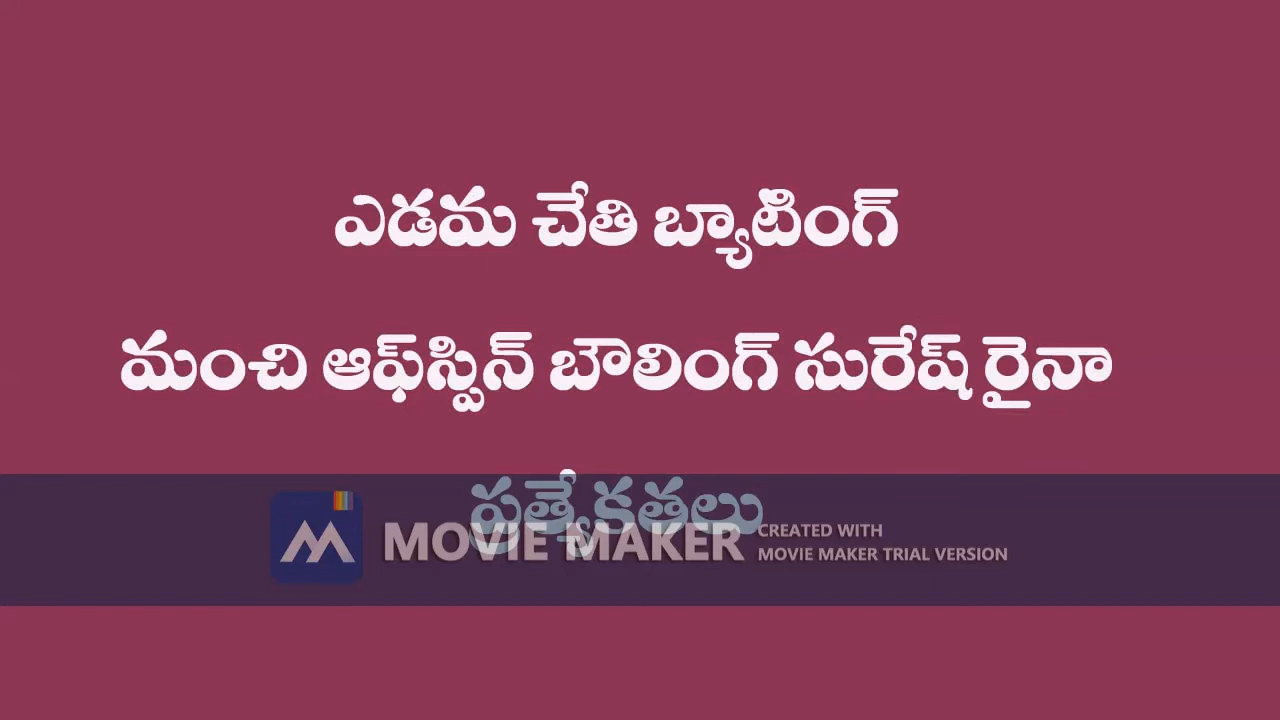 ఎడమ చేతి బ్యాటింగ్
మంచి ఆఫ్‌స్పిన్ బౌలింగ్ సురేష్ రైనా
ప్రత్యేకతలు
MOVIE MAKER
CREATED WITH
MOVIE MAKER TRIAL VERSION